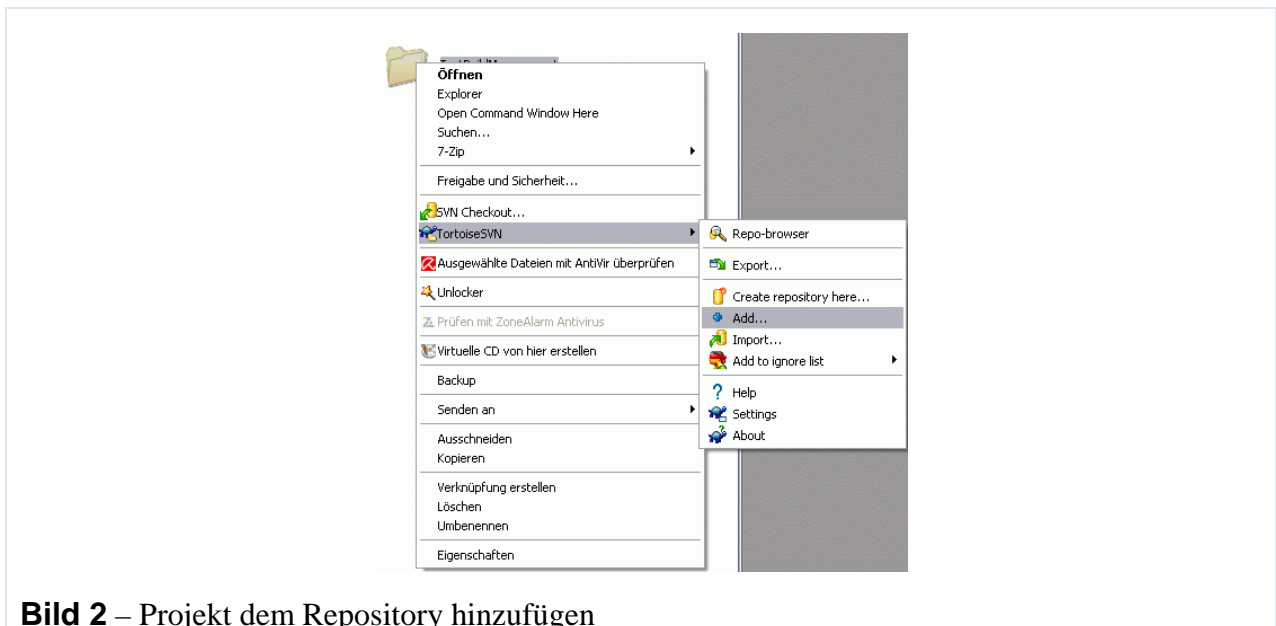 Öffnen
Explorer
Open Command Window Here
Suchen...
7-Zip
Freigabe und Sicherheit...
SVN Checkout...
TortoiseSVN
Ausgewählte Dateien mit AntiVir überprüfen
Unlocker
Prüfen mit ZoneAlarm Antivirus
Virtuelle CD von hier erstellen
Backup
Senden an
Ausschneiden
Kopieren
Verknüpfung erstellen
Löschen
Umbenennen
Eigenschaften
Repo-browser
Export...
Create repository here...
Add...
Import...
Add to ignore list
Help
Settings
About
Bild 2 – Projekt dem Repository hinzufügen